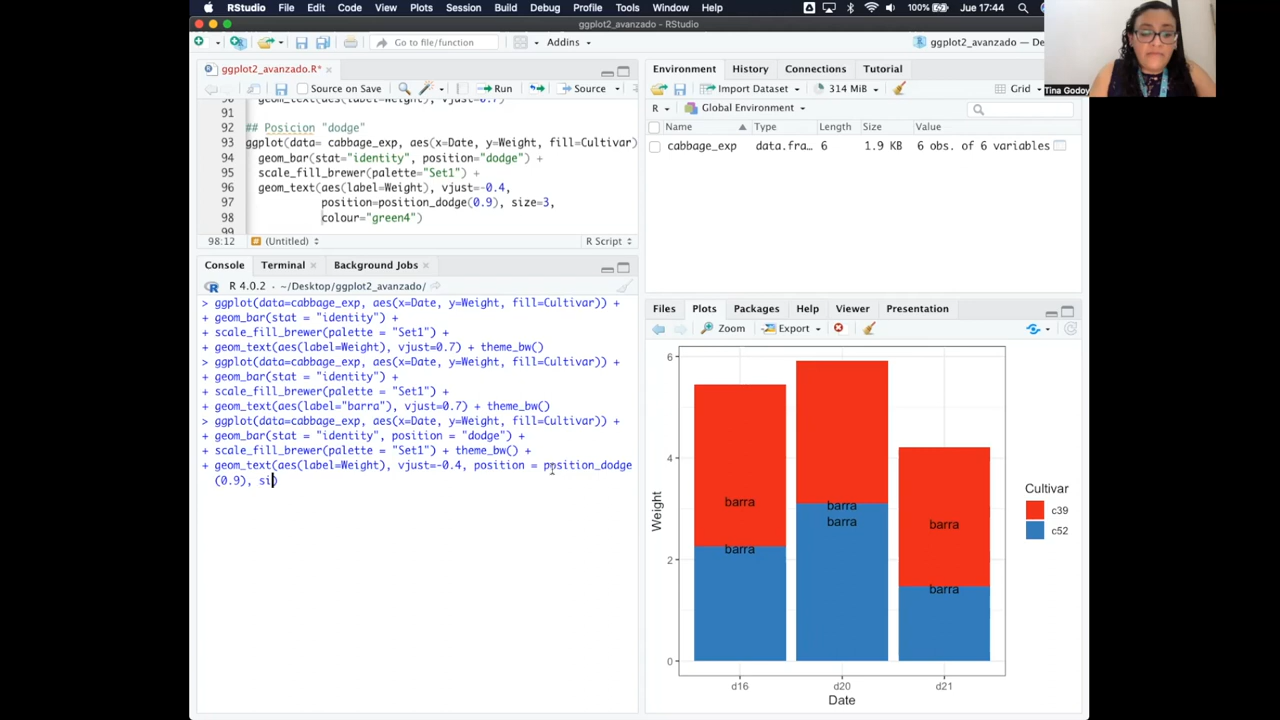 RStudio File Edit Code View Plots Session Build Debug Profile Tools Window Help 100% Jue 17:44
ggplot2_avanzado - RStudio
Go to file/function Addins ggplot2_avanzado — De
Tina Godoy
ggplot2_avanzado.R*
Source on Save Run Source
91
92 ## Posicion "dodge"
93 ggplot(data= cabbage_exp, aes(x=Date, y=Weight, fill=Cultivar)
94 geom_bar(stat="identity", position="dodge") +
95 scale_fill_brewer(palette="Set1") +
96 geom_text(aes(label=Weight), vjust=-0.4,
97 position=position_dodge(0.9), size=3,
98 colour="green4")
98:12 (Untitled) R Script
Console Terminal Background Jobs
R 4.0.2 · ~/Desktop/ggplot2_avanzado/
> ggplot(data=cabbage_exp, aes(x=Date, y=Weight, fill=Cultivar)) +
+ geom_bar(stat = "identity") +
+ scale_fill_brewer(palette = "Set1") +
+ geom_text(aes(label=Weight), vjust=0.7) + theme_bw()
> ggplot(data=cabbage_exp, aes(x=Date, y=Weight, fill=Cultivar)) +
+ geom_bar(stat = "identity") +
+ scale_fill_brewer(palette = "Set1") +
+ geom_text(aes(label="barra"), vjust=0.7) + theme_bw()
> ggplot(data=cabbage_exp, aes(x=Date, y=Weight, fill=Cultivar)) +
+ geom_bar(stat = "identity", position = "dodge") +
+ scale_fill_brewer(palette = "Set1") + theme_bw() +
+ geom_text(aes(label=Weight), vjust=-0.4, position = position_dodge
(0.9), si)
Environment History Connections Tutorial
Import Dataset 314 MiB Grid
R Global Environment
Name Type Length Size Value
cabbage_exp data.fra… 6 1.9 KB 6 obs. of 6 variables
Files Plots Packages Help Viewer Presentation
Zoom Export
6
4
2
0
Weight
barra
barra
barra
barra
barra
barra
d16 d20 d21
Date
Cultivar
c39
c52